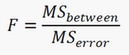 F = MS_between / MS_error